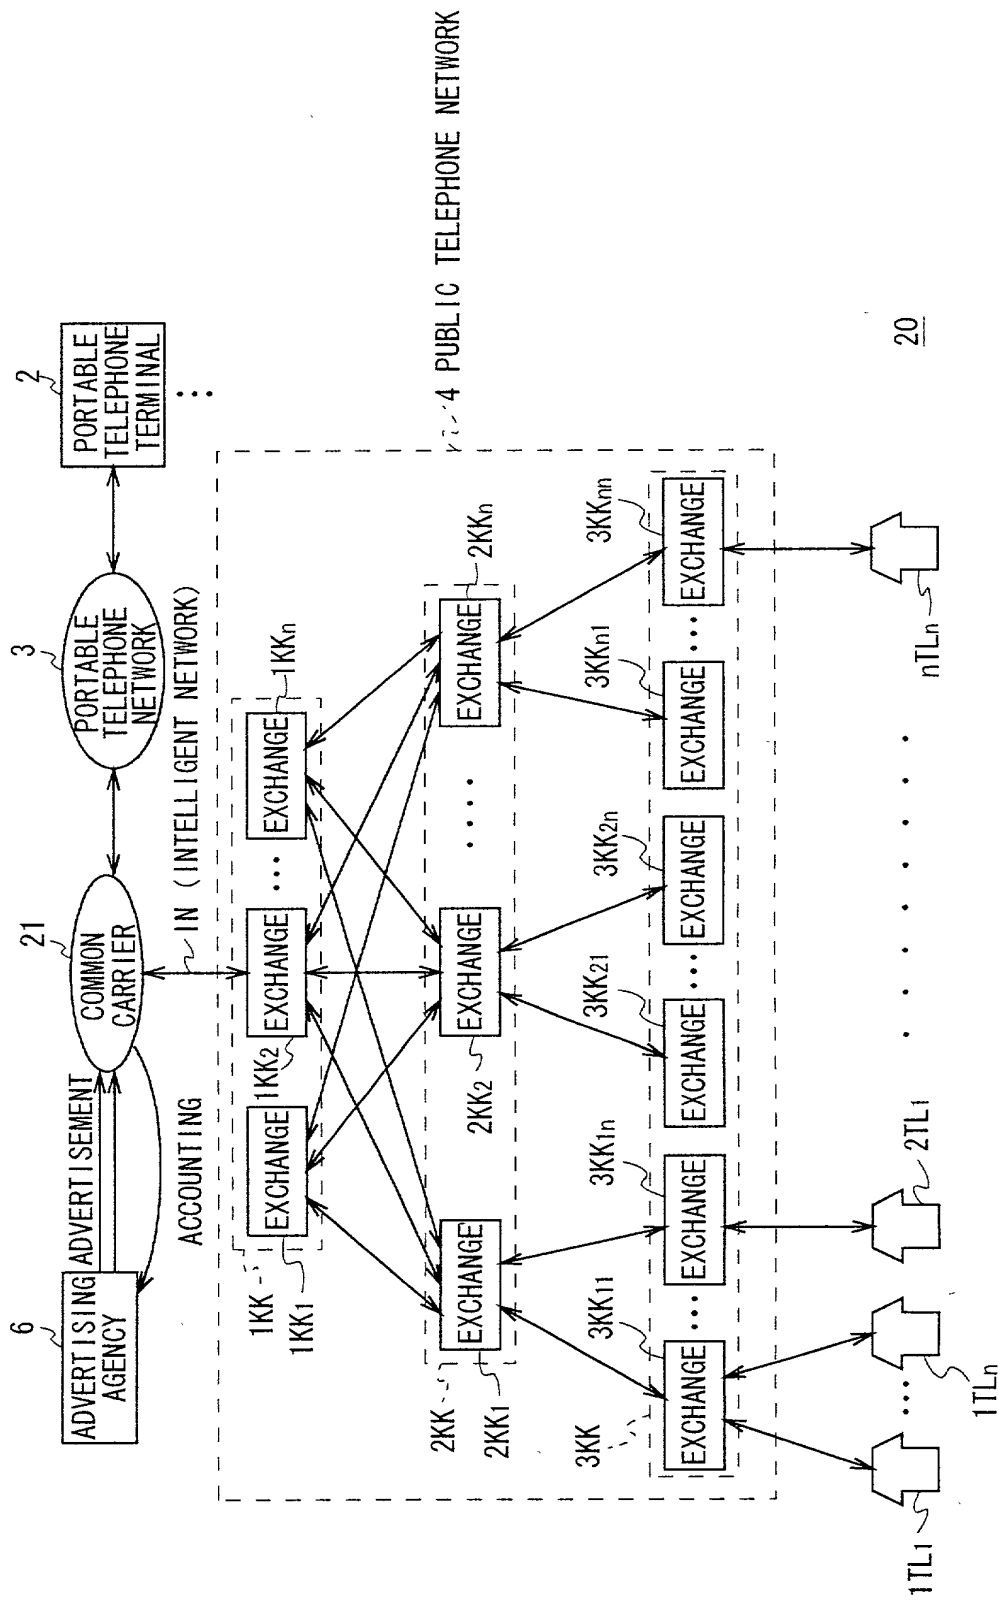 6
ADVERTISING
AGENCY
ADVERTISEMENT
ACCOUNTING
21
COMMON
CARRIER
3
PORTABLE
TELEPHONE
NETWORK
2
PORTABLE
TELEPHONE
TERMINAL
IN (INTELLIGENT NETWORK)
4 PUBLIC TELEPHONE NETWORK
1KK
1KK1
EXCHANGE
1KK2
EXCHANGE
1KKn
EXCHANGE
2KK
2KK1
EXCHANGE
2KK2
EXCHANGE
2KKn
EXCHANGE
3KK
3KK11
EXCHANGE
3KK1n
EXCHANGE
3KK21
EXCHANGE
3KK2n
EXCHANGE
3KKn1
EXCHANGE
3KKnn
EXCHANGE
1TL1
1TLn
2TL1
nTLn
20